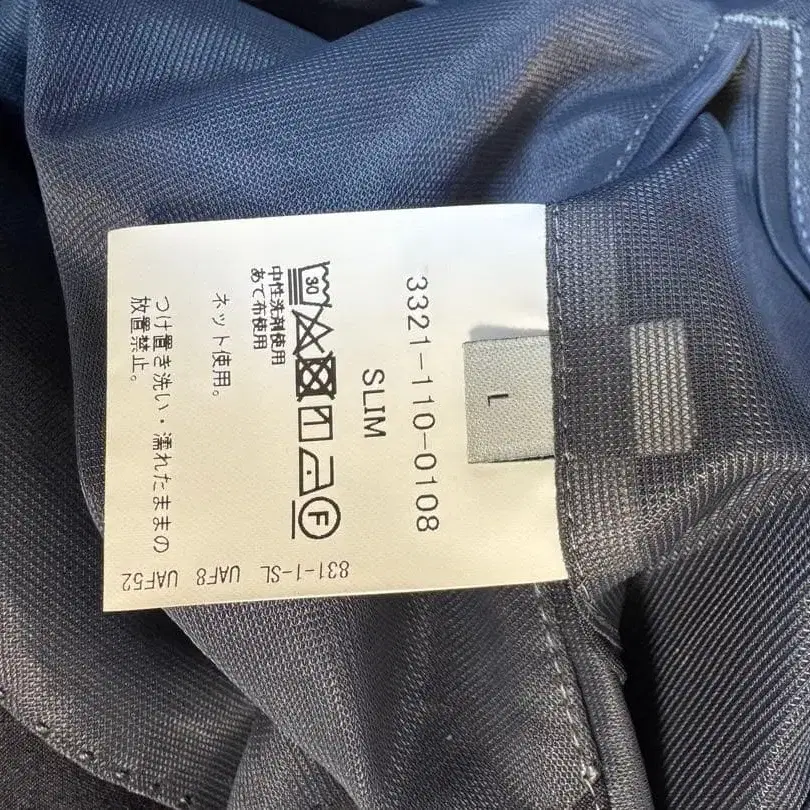 L
3321-110-0108
SLIM
30
F
中性洗剤使用
あて布使用
ネット使用。
つけ置き洗い・濡れたままの
放置禁止。
831-1-SL UAF8 UAF52